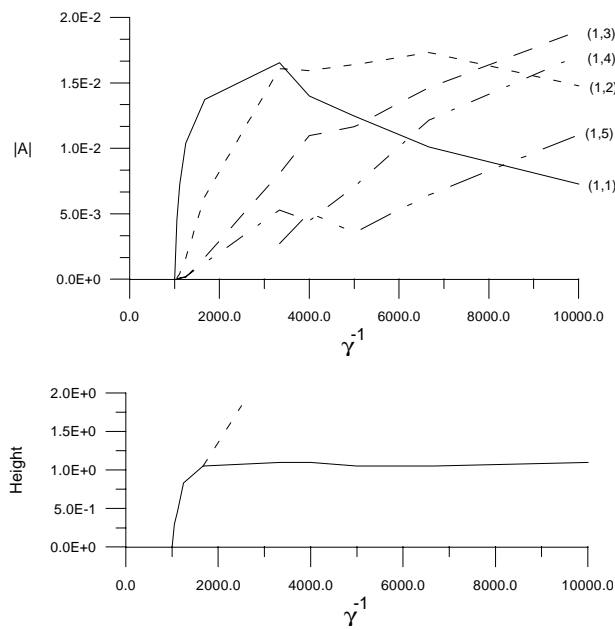 2.0E-2
(1,3)
(1,4)
1.5E-2
(1,2)
|A|
1.0E-2
(1,5)
(1,1)
5.0E-3
0.0E+0
0.0
2000.0
4000.0
6000.0
8000.0
10000.0
γ-1
2.0E+0
1.5E+0
Height
1.0E+0
5.0E-1
0.0E+0
0.0
2000.0
4000.0
6000.0
8000.0
10000.0
γ-1